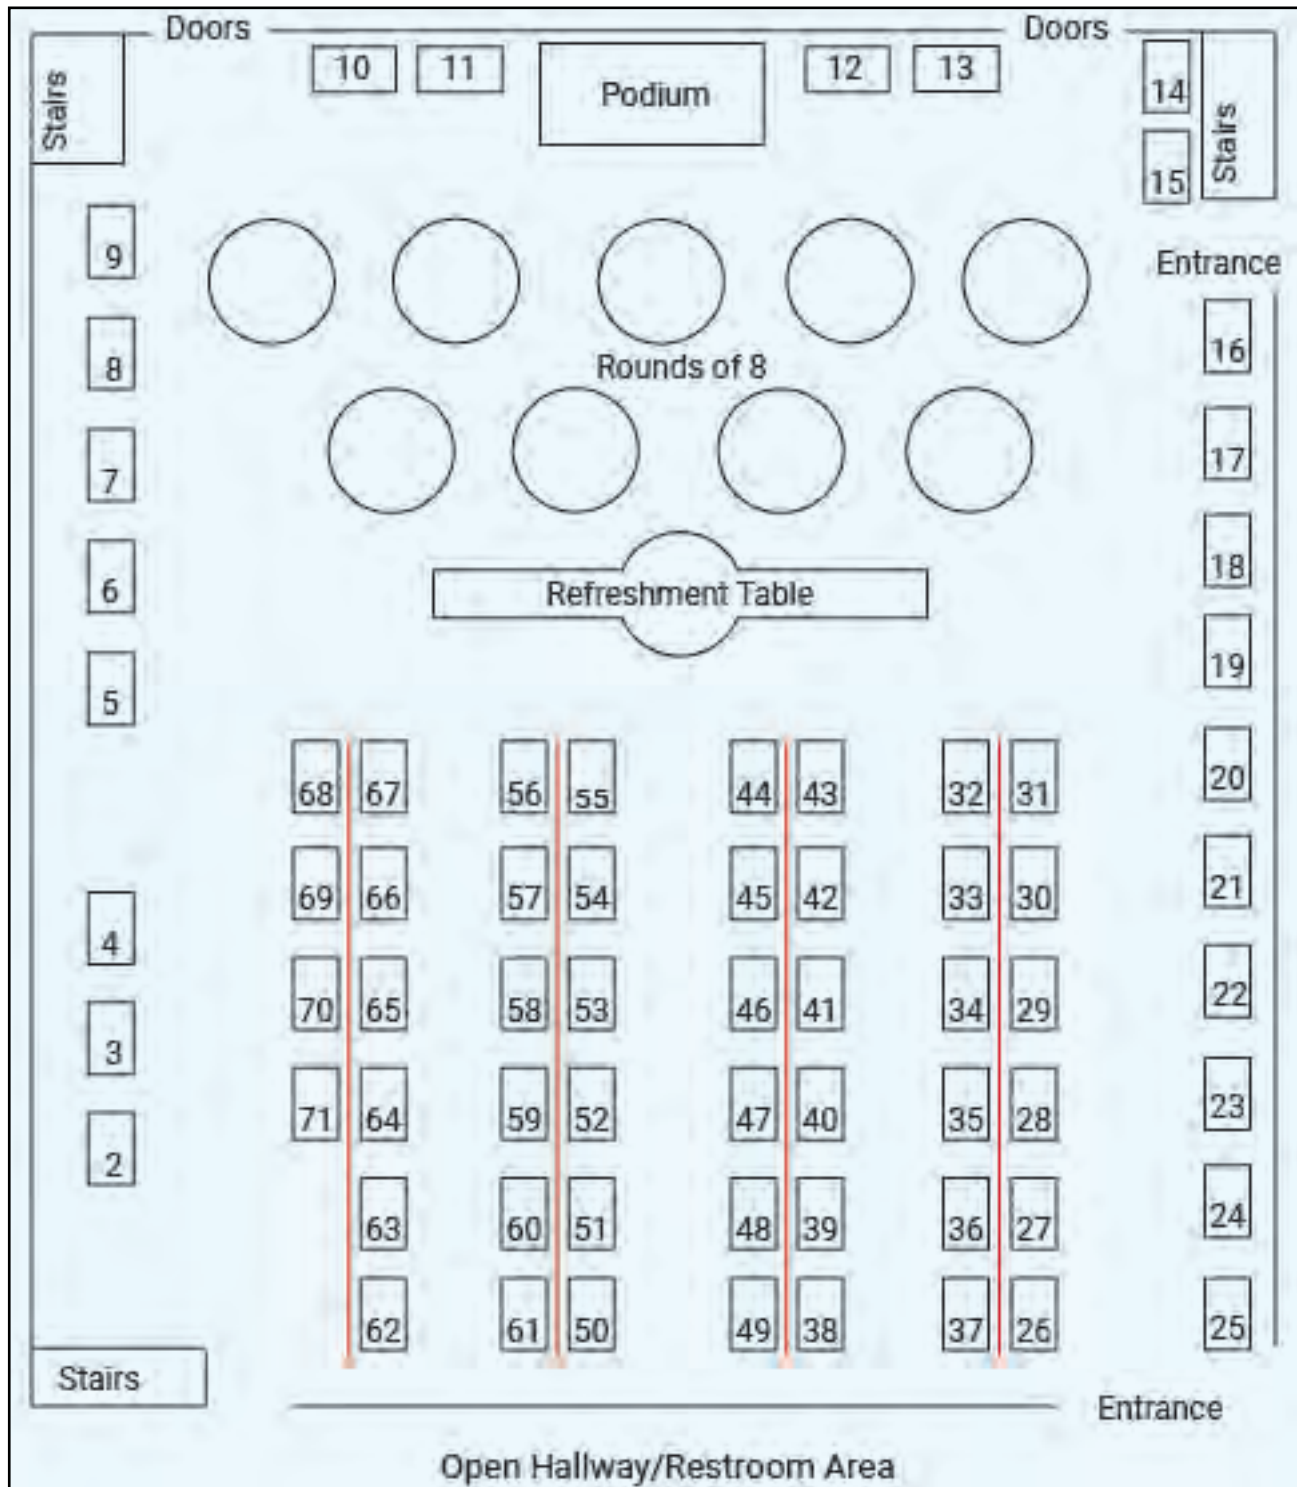 Doors Doors
10 11 12 13
Podium
Stairs
14
15
Stairs
9
Entrance
8
16
Rounds of 8
7
17
6
18
Refreshment Table
5
19
68 67 56 55 44 43 32 31 20
69 66 57 54 45 42 33 30 21
4
70 65 58 53 46 41 34 29 22
3
71 64 59 52 47 40 35 28 23
2
63 60 51 48 39 36 27 24
62 61 50 49 38 37 26 25
Stairs
Entrance
Open Hallway/Restroom Area